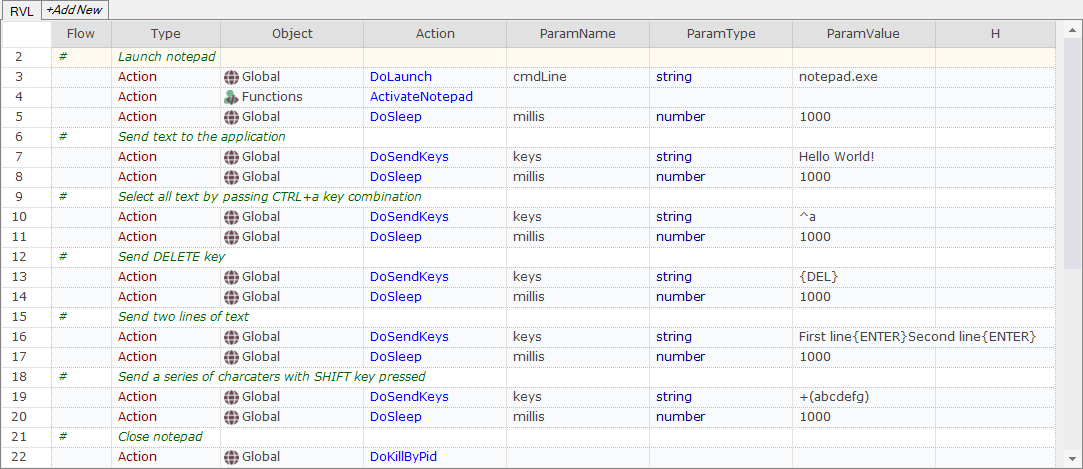 RVL +Add New
Flow Type Object Action ParamName ParamType ParamValue H
2 # Launch notepad
3 Action Global DoLaunch cmdLine string notepad.exe
4 Action Functions ActivateNotepad
5 Action Global DoSleep millis number 1000
6 # Send text to the application
7 Action Global DoSendKeys keys string Hello World!
8 Action Global DoSleep millis number 1000
9 # Select all text by passing CTRL+a key combination
10 Action Global DoSendKeys keys string ^a
11 Action Global DoSleep millis number 1000
12 # Send DELETE key
13 Action Global DoSendKeys keys string {DEL}
14 Action Global DoSleep millis number 1000
15 # Send two lines of text
16 Action Global DoSendKeys keys string First line{ENTER}Second line{ENTER}
17 Action Global DoSleep millis number 1000
18 # Send a series of charcaters with SHIFT key pressed
19 Action Global DoSendKeys keys string +(abcdefg)
20 Action Global DoSleep millis number 1000
21 # Close notepad
22 Action Global DoKillByPid